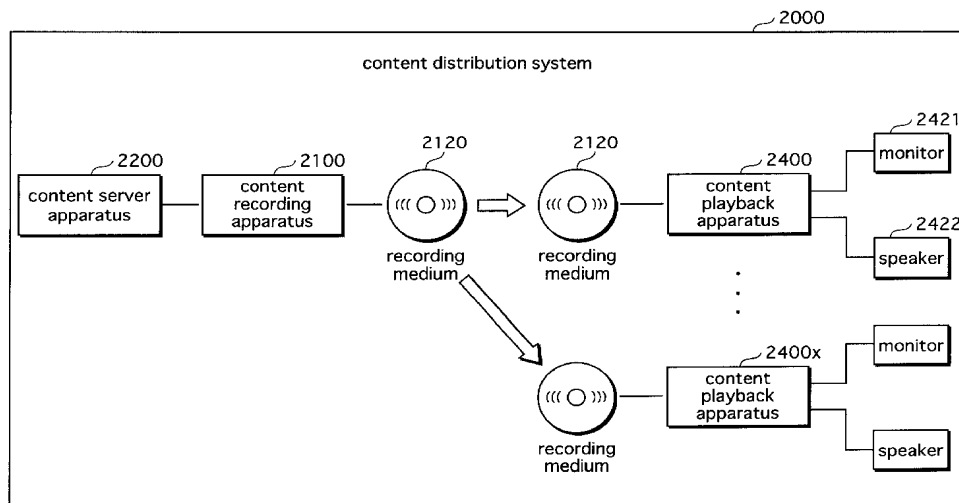 2000
content distribution system
2200
content server
apparatus
2100
content
recording
apparatus
2120
recording
medium
2120
recording
medium
2400
content
playback
apparatus
2421
monitor
2422
speaker
recording
medium
2400x
content
playback
apparatus
monitor
speaker